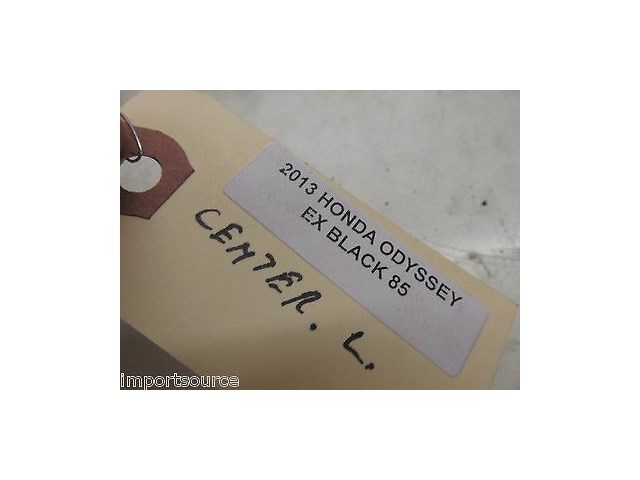 2013 HONDA ODYSSEY
EX BLACK 85
CENTER. L.
importsource